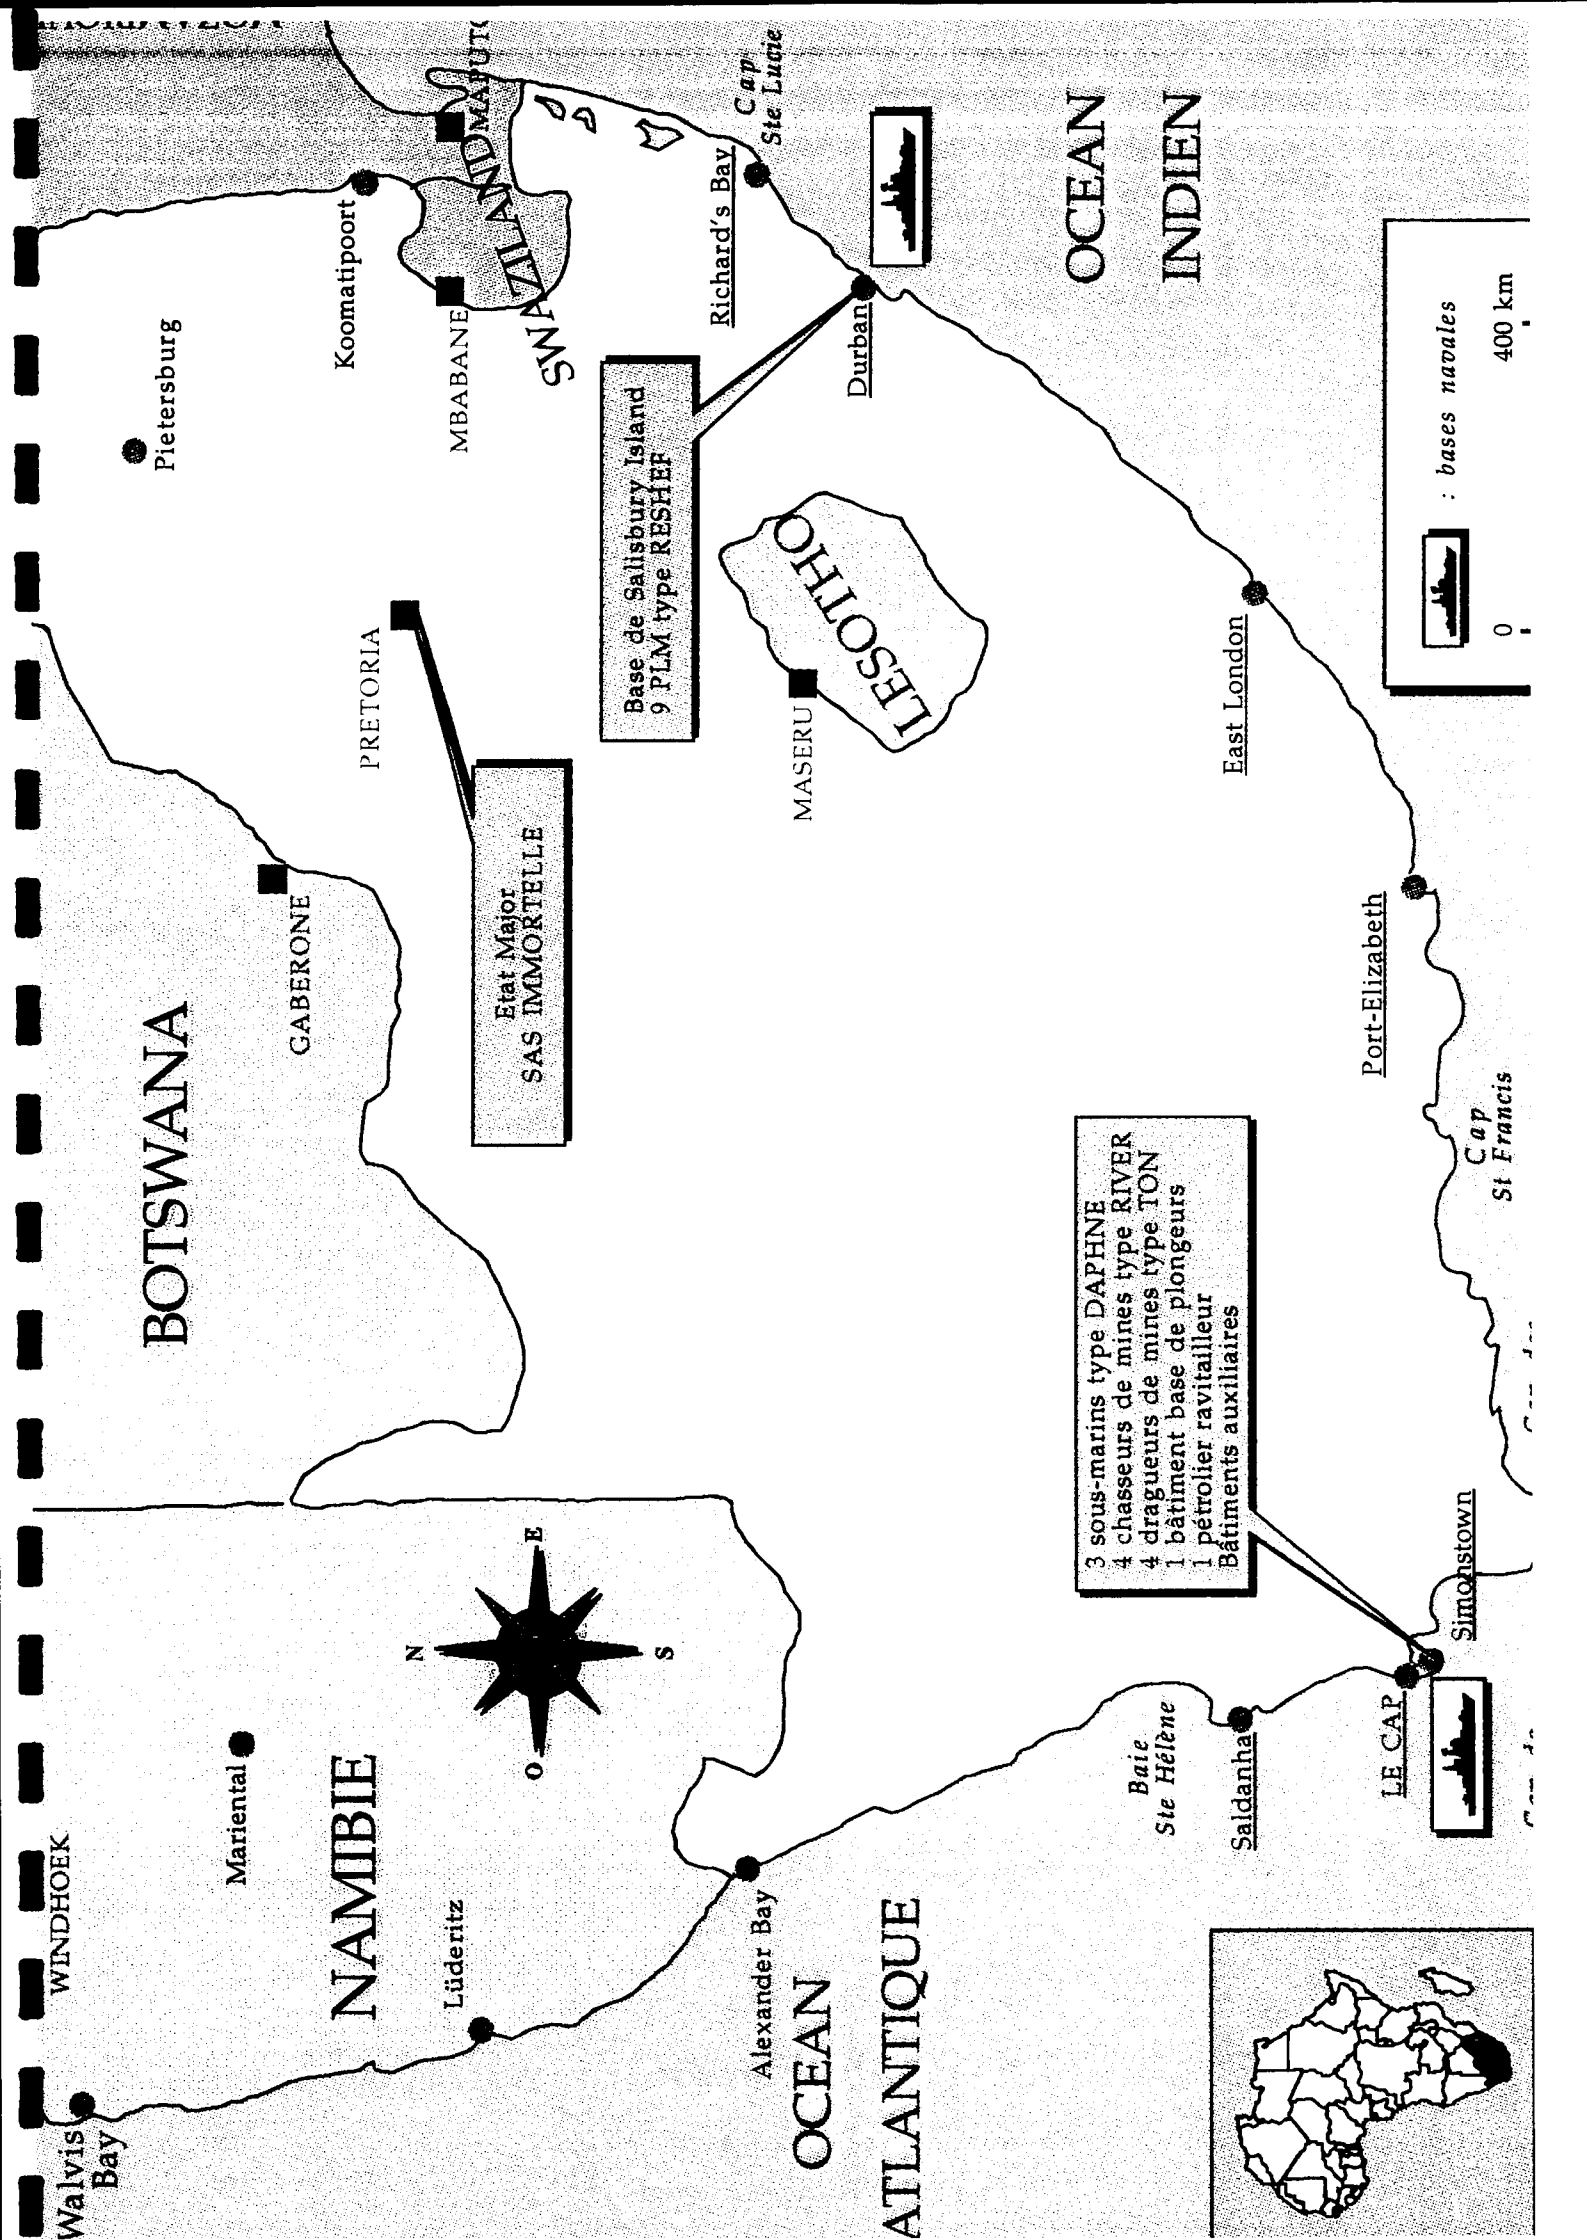 Walvis
Bay
WINDHOEK
Mariental
NAMIBIE
Lüderitz
Alexander Bay
OCEAN
ATLANTIQUE
N
O
E
S
BOTSWANA
GABERONE
Pietersburg
PRETORIA
Koomatipoort
MBABANE
SWAZILAND
MAPUTO
Etat Major
SAS IMMORTELLE
Base de Salisbury Island
9 PLM type RESHEF
Richard's Bay
Cap
Ste Lucie
Durban
MASERU
LESOTHO
OCEAN
INDIEN
3 sous-marins type DAPHNE
4 chasseurs de mines type RIVER
4 dragueurs de mines type TON
1 bâtiment base de plongeurs
1 pétrolier ravitailleur
Bâtiments auxiliaires
Baie
Ste Hélène
Saldanha
LE CAP
Simonstown
East London
Port-Elizabeth
Cap
St Francis
: bases navales
0
400 km